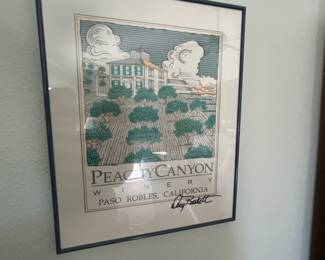 PEACHY CANYON
WINERY
PASO ROBLES, CALIFORNIA